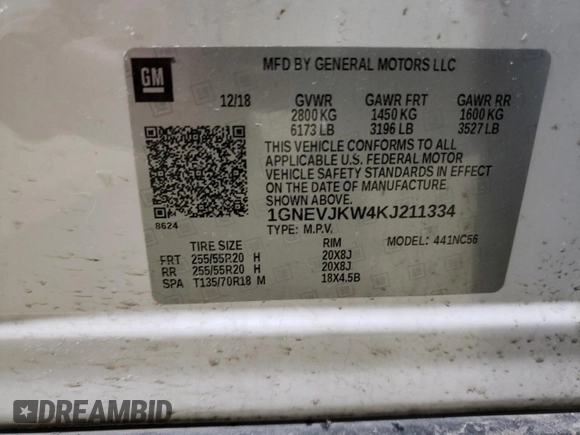 GM
MFD BY GENERAL MOTORS LLC
12/18 GVWR GAWR FRT GAWR RR
2800 KG 1450 KG 1600 KG
6173 LB 3196 LB 3527 LB
THIS VEHICLE CONFORMS TO ALL
APPLICABLE U.S. FEDERAL MOTOR
VEHICLE SAFETY STANDARDS IN EFFECT
ON THE DATE OF MANUFACTURE
SHOWN ABOVE.
8624
1GNEVJKW4KJ211334
TYPE: M.P.V. MODEL: 441NC56
TIRE SIZE RIM
FRT 255/55R20 H 20X8J
RR 255/55R20 H 20X8J
SPA T135/70R18 M 18X4.5B
DREAMBID